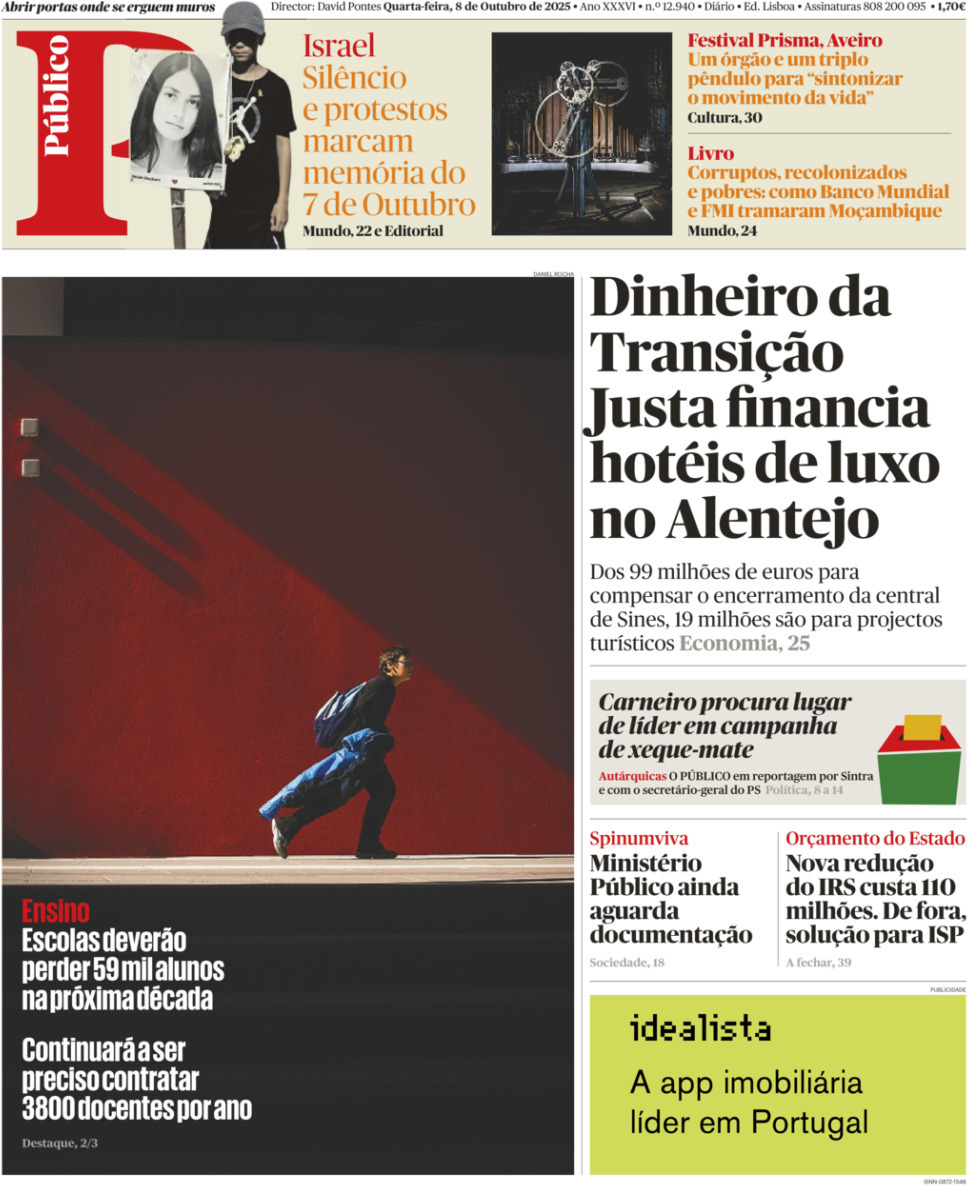 Abrir portas onde se erguem muros
Director: David Pontes Quarta-feira, 8 de Outubro de 2025 • Ano XXXVI • n.º 12.940 • Diário • Ed. Lisboa • Assinaturas 808 200 095 • 1,70€
Público
Israel
Silêncio
e protestos
marcam
memória do
7 de Outubro
Mundo, 22 e Editorial
Festival Prisma, Aveiro
Um órgão e um triplo
pêndulo para “sintonizar
o movimento da vida”
Cultura, 30
Livro
Corruptos, recolonizados
e pobres: como Banco Mundial
e FMI tramaram Moçambique
Mundo, 24
DANIEL ROCHA
Dinheiro da
Transição
Justa financia
hotéis de luxo
no Alentejo
Dos 99 milhões de euros para
compensar o encerramento da central
de Sines, 19 milhões são para projectos
turísticos Economia, 25
Carneiro procura lugar
de líder em campanha
de xeque-mate
Autárquicas O PÚBLICO em reportagem por Sintra
e com o secretário-geral do PS Política, 8 a 14
Spinumviva
Ministério
Público ainda
aguarda
documentação
Sociedade, 18
Orçamento do Estado
Nova redução
do IRS custa 110
milhões. De fora,
solução para ISP
A fechar, 39
Ensino
Escolas deverão
perder 59 mil alunos
na próxima década
Continuará a ser
preciso contratar
3800 docentes por ano
Destaque, 2/3
PUBLICIDADE
idealista
A app imobiliária
líder em Portugal
ISNN-0872-1548